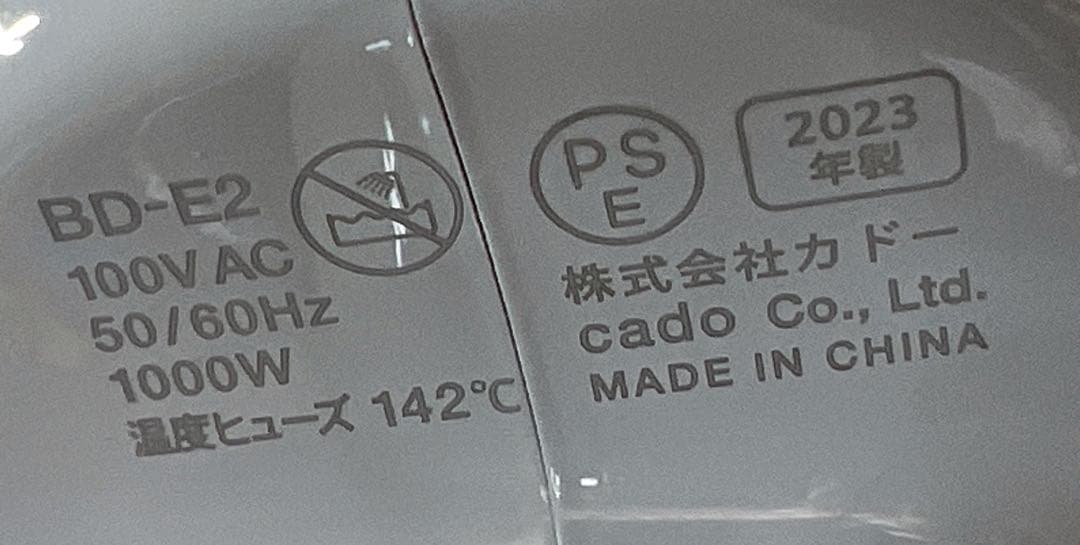 BD-E2
100V AC
50/60Hz
1000W
温度ヒューズ 142℃
PS
E
2023
年製
株式会社カドー
cado Co., Ltd.
MADE IN CHINA